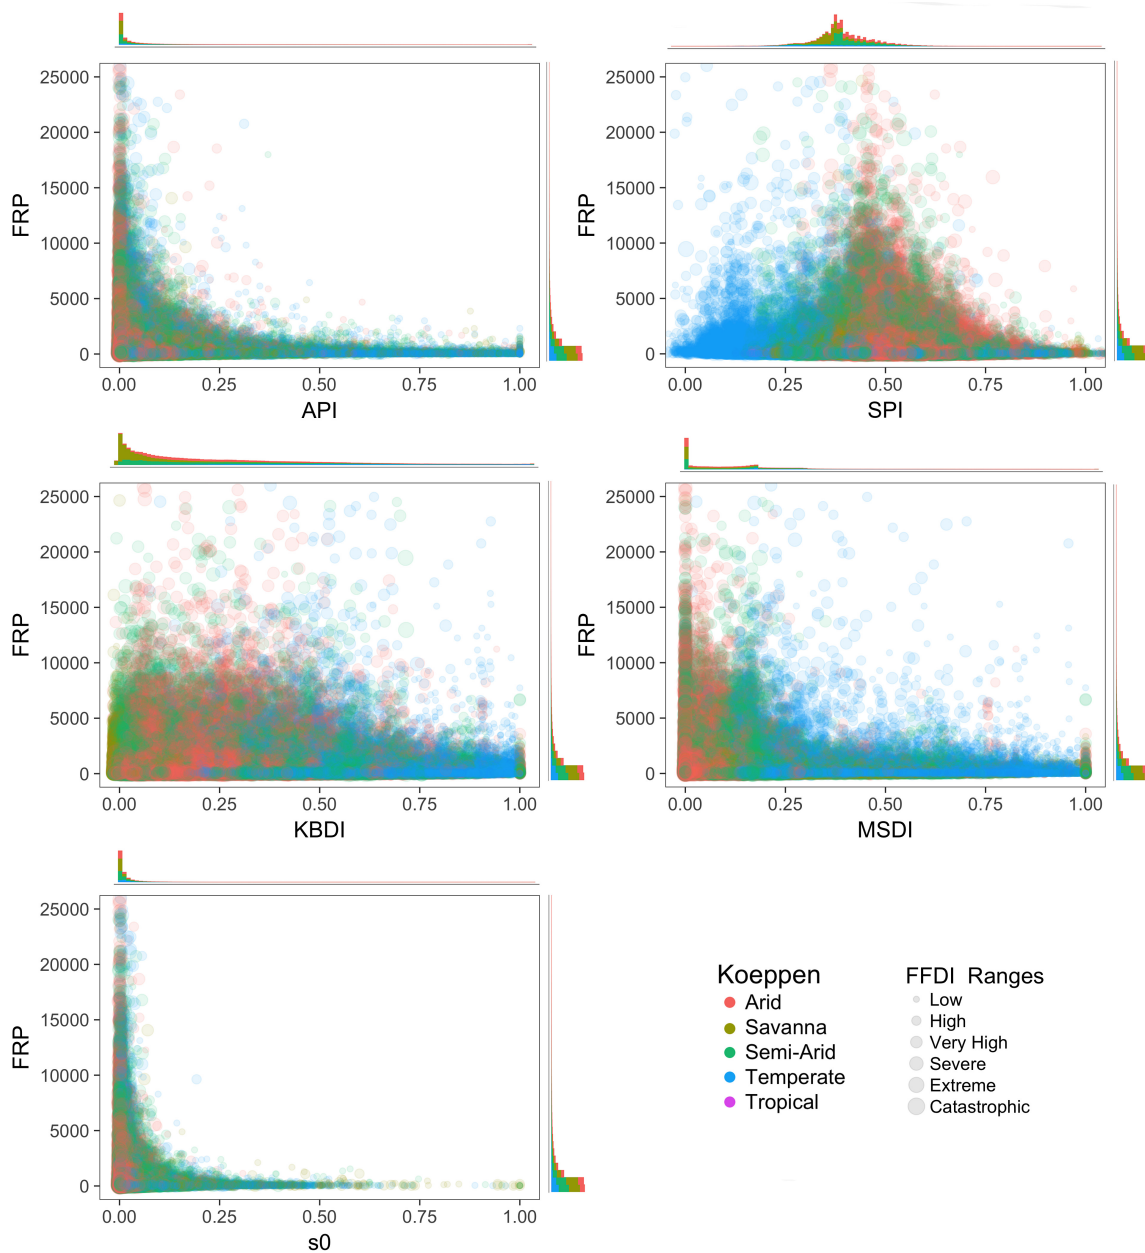 25000
20000
15000
10000
5000
0
FRP
0.00 0.25 0.50 0.75 1.00
API
25000
20000
15000
10000
5000
0
FRP
0.00 0.25 0.50 0.75 1.00
SPI
25000
20000
15000
10000
5000
0
FRP
0.00 0.25 0.50 0.75 1.00
KBDI
25000
20000
15000
10000
5000
0
FRP
0.00 0.25 0.50 0.75 1.00
MSDI
25000
20000
15000
10000
5000
0
FRP
0.00 0.25 0.50 0.75 1.00
s0
Koeppen
Arid
Savanna
Semi-Arid
Temperate
Tropical
FFDI Ranges
Low
High
Very High
Severe
Extreme
Catastrophic